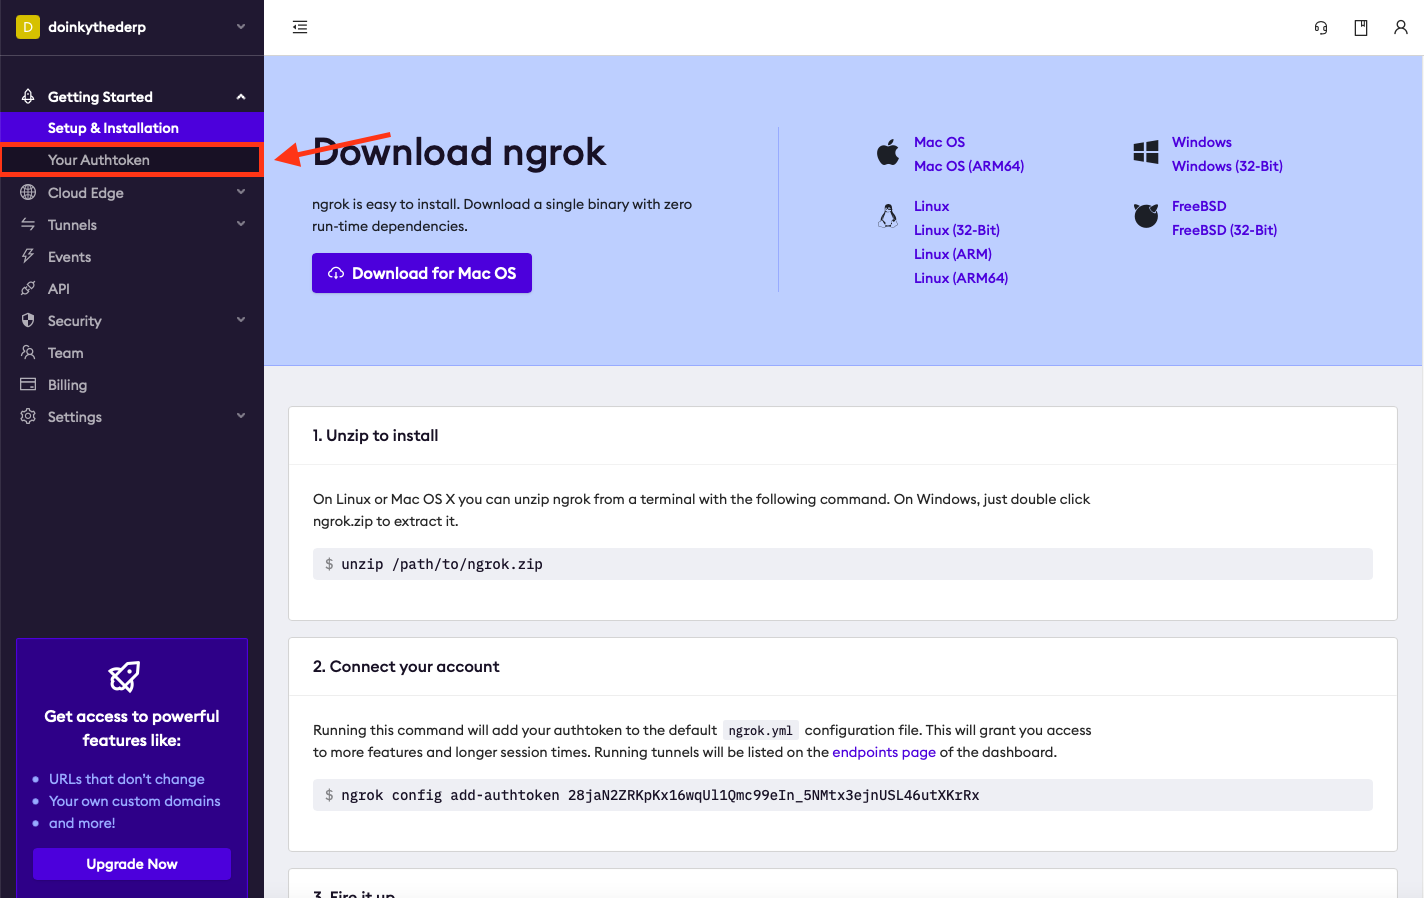 D doinkythederp
Getting Started
Setup & Installation
Your Authtoken
Cloud Edge
Tunnels
Events
API
Security
Team
Billing
Settings
Get access to powerful
features like:
URLs that don't change
Your own custom domains
and more!
Upgrade Now
Download ngrok
ngrok is easy to install. Download a single binary with zero
run-time dependencies.
Download for Mac OS
Mac OS
Mac OS (ARM64)
Linux
Linux (32-Bit)
Linux (ARM)
Linux (ARM64)
Windows
Windows (32-Bit)
FreeBSD
FreeBSD (32-Bit)
1. Unzip to install
On Linux or Mac OS X you can unzip ngrok from a terminal with the following command. On Windows, just double click
ngrok.zip to extract it.
$ unzip /path/to/ngrok.zip
2. Connect your account
Running this command will add your authtoken to the default ngrok.yml configuration file. This will grant you access
to more features and longer session times. Running tunnels will be listed on the endpoints page of the dashboard.
$ ngrok config add-authtoken 28jaN2ZRKpKx16wqUl1Qmc99eIn_5NMtx3ejnUSL46utXKrRx
3. Fire it up